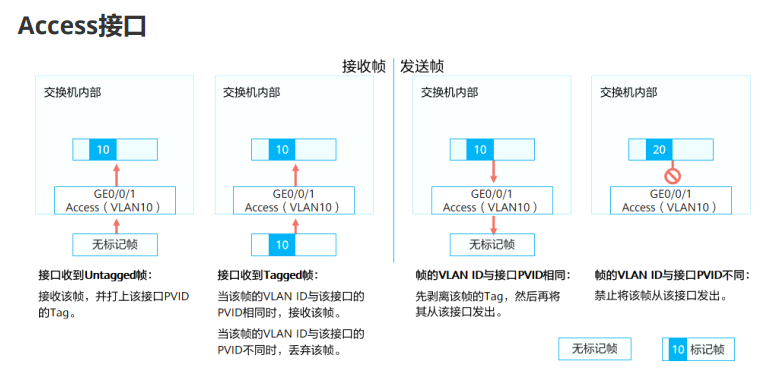 Access接口
接收帧
发送帧
交换机内部
10
GE0/0/1
Access（VLAN10）
无标记帧
接口收到Untagged帧：
接收该帧，并打上该接口PVID
的Tag。
交换机内部
10
GE0/0/1
Access（VLAN10）
10
接口收到Tagged帧：
当该帧的VLAN ID与该接口的
PVID相同时，接收该帧。
当该帧的VLAN ID与该接口的
PVID不同时，丢弃该帧。
交换机内部
10
GE0/0/1
Access（VLAN10）
无标记帧
帧的VLAN ID与接口PVID相同：
先剥离该帧的Tag，然后再将
其从该接口发出。
交换机内部
20
GE0/0/1
Access（VLAN10）
帧的VLAN ID与接口PVID不同：
禁止将该帧从该接口发出。
无标记帧
10 标记帧